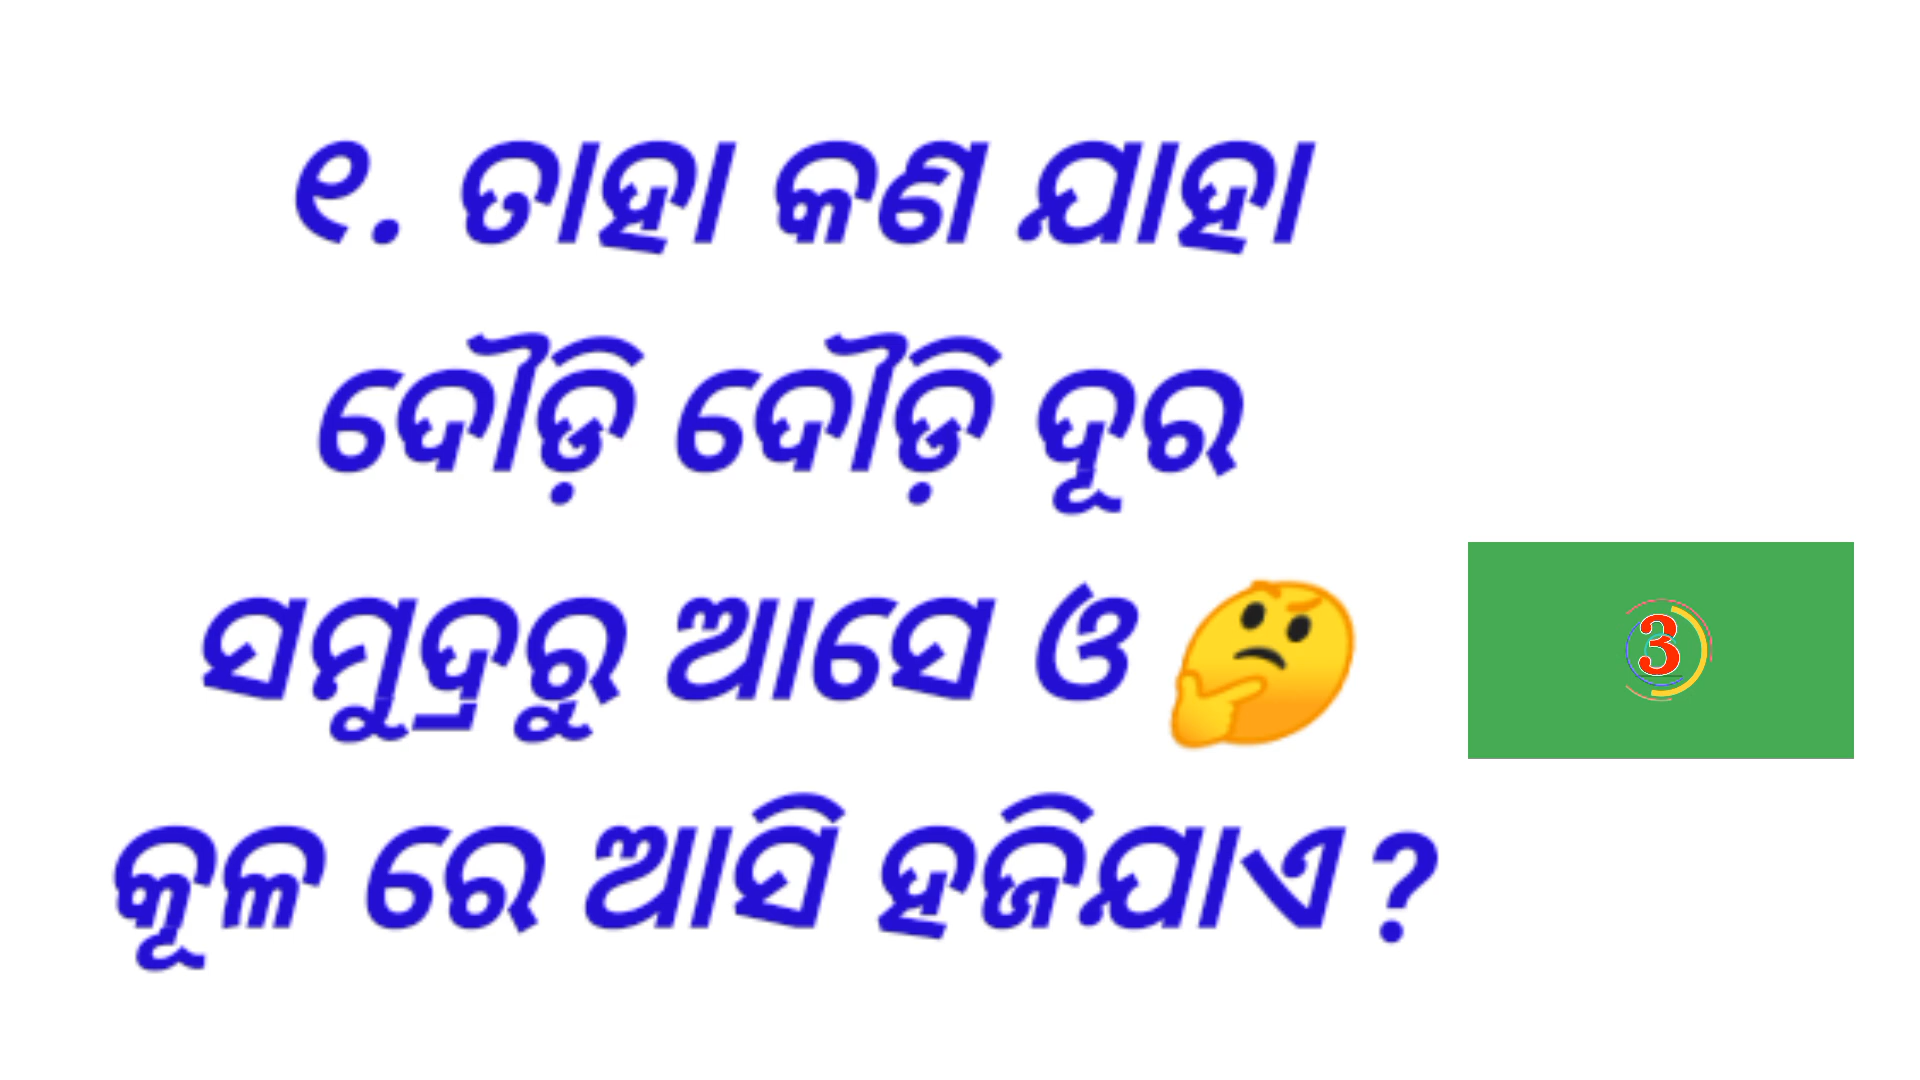 ୧. ତାହା କଣ ଯାହା
ଦୌଡ଼ି ଦୌଡ଼ି ଦୂର
ସମୁଦ୍ରରୁ ଆସେ ଓ 🤔
କୂଳ ରେ ଆସି ହଜିଯାଏ ?
3